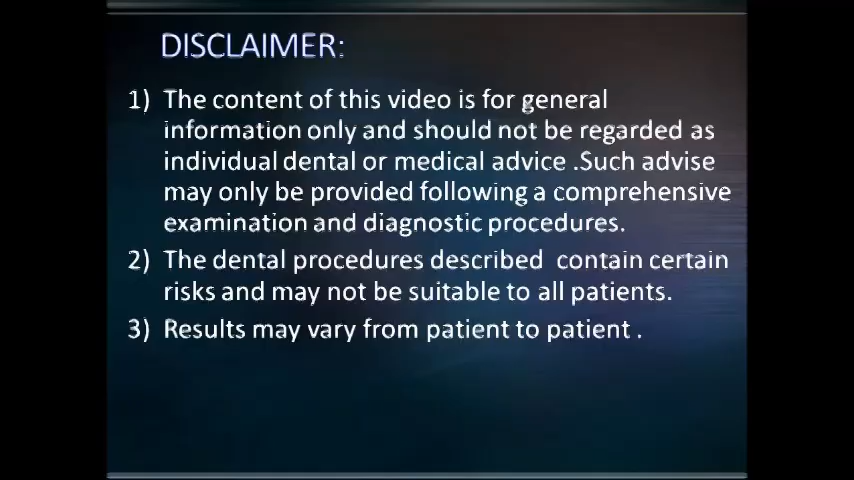 DISCLAIMER:
1) The content of this video is for general
information only and should not be regarded as
individual dental or medical advice .Such advise
may only be provided following a comprehensive
examination and diagnostic procedures.
2) The dental procedures described  contain certain
risks and may not be suitable to all patients.
3) Results may vary from patient to patient .